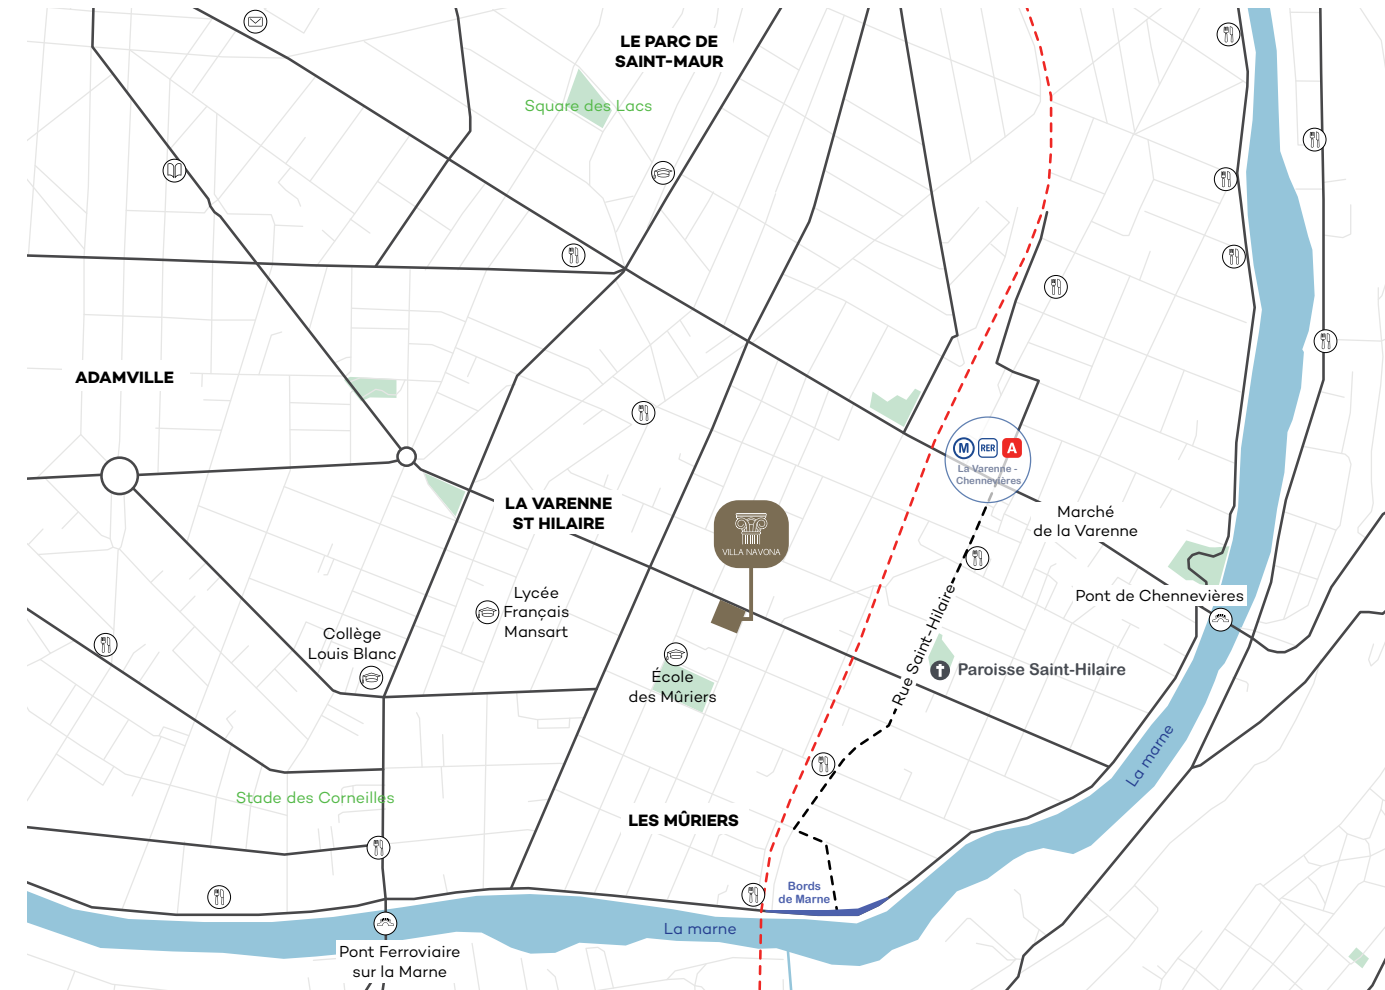 LE PARC DE
SAINT-MAUR
Square des Lacs
ADAMVILLE
M RER A
La Varenne -
Chennevières
LA VARENNE
ST HILAIRE
Marché
de la Varenne
VILLA NAVONA
Pont de Chennevières
Lycée
Français
Mansart
Collège
Louis Blanc
Rue Saint-Hilaire
École
des Mûriers
Paroisse Saint-Hilaire
La marne
Stade des Corneilles
LES MÛRIERS
Bords
de Marne
La marne
Pont Ferroviaire
sur la Marne